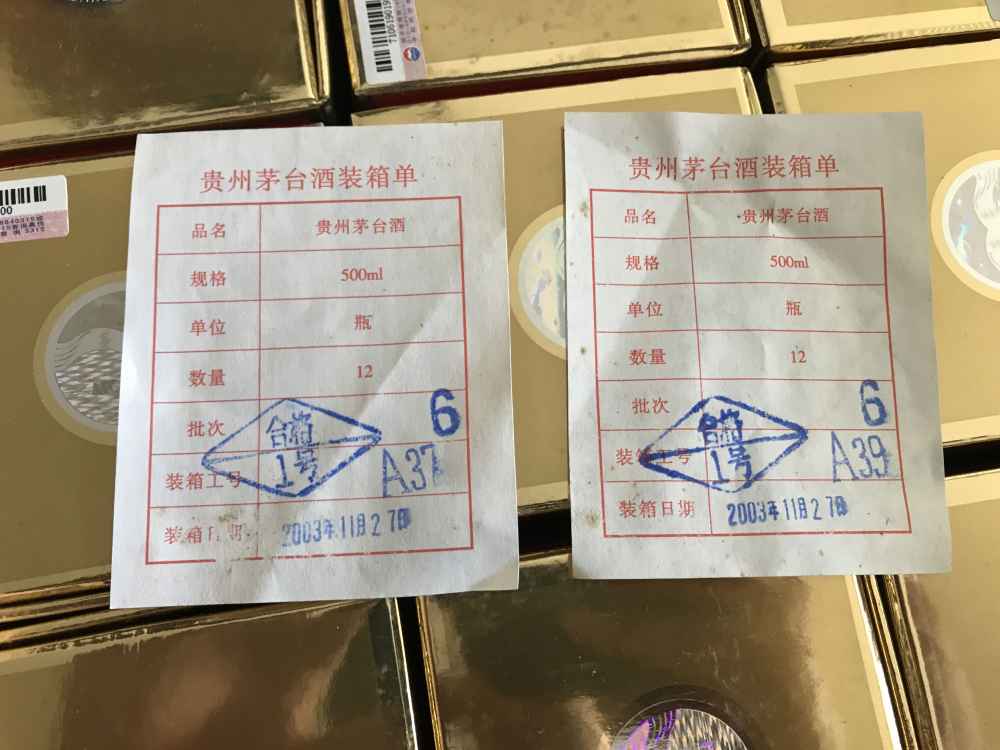 贵州茅台酒装箱单
品名 贵州茅台酒
规格 500ml
单位 瓶
数量 12
批次 6
合箱
1号
装箱工号 A37
装箱日期 2003年11月27日
贵州茅台酒装箱单
品名 贵州茅台酒
规格 500ml
单位 瓶
数量 12
批次 6
合箱
1号
装箱工号 A39
装箱日期 2003年11月27日